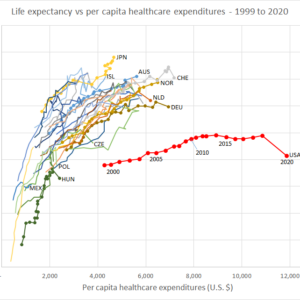 Life expectancy vs per capita healthcare expenditures - 1999 to 2020
JPN
ISL
AUS
CHE
NOR
NLD
DEU
CZE
USA
2020
2015
2010
2005
2000
POL
HUN
MEX
2,000 4,000 6,000 8,000 10,000 12,000
Per capita healthcare expenditures (U.S. $)